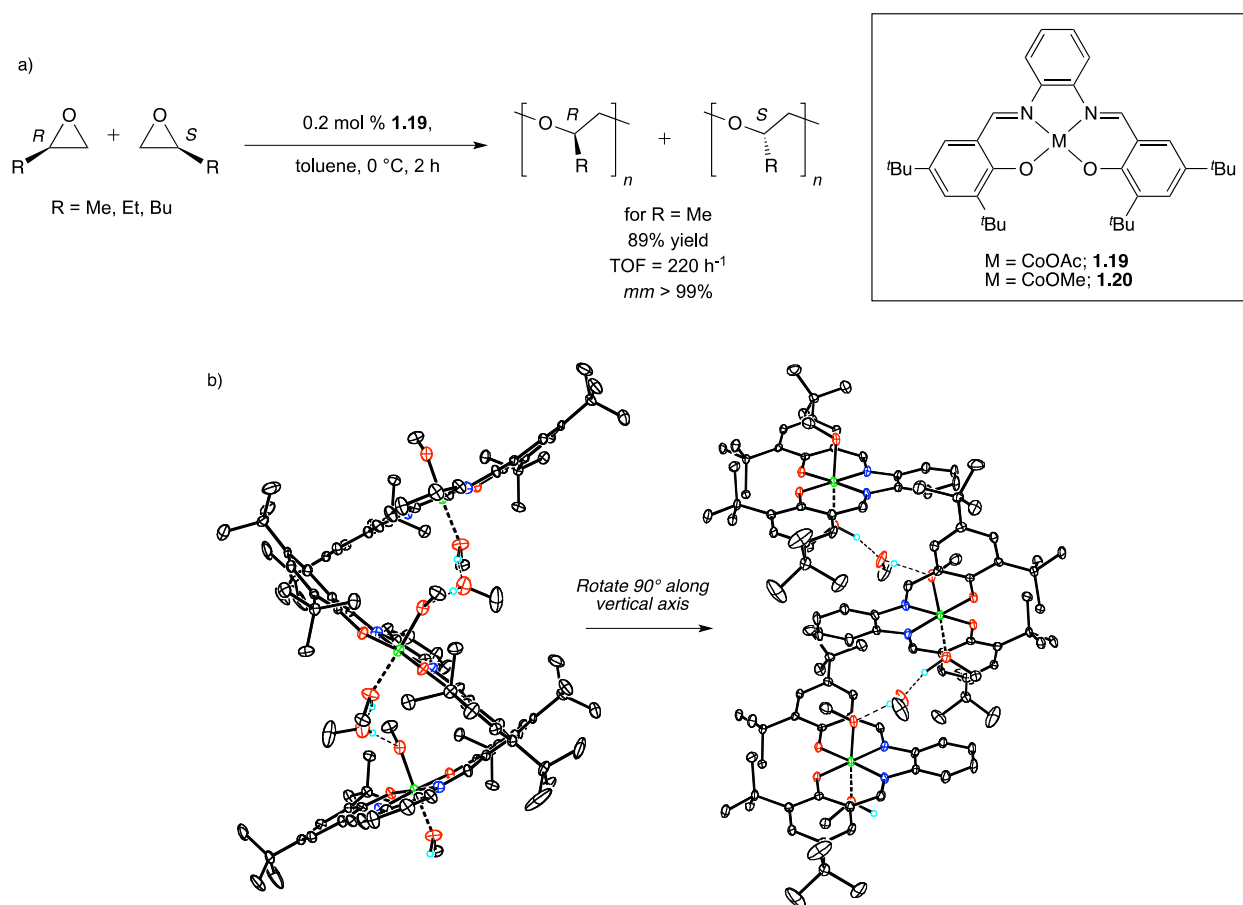 a)
O
R
R
+
O
S
R
R = Me, Et, Bu
0.2 mol % 1.19,
toluene, 0 °C, 2 h
O
R
R
n
+
O
S
R
n
for R = Me
89% yield
TOF = 220 h⁻¹
mm > 99%
N
N
M
O
O
ᵗBu
ᵗBu
ᵗBu
ᵗBu
M = CoOAc; 1.19
M = CoOMe; 1.20
b)
Rotate 90° along
vertical axis